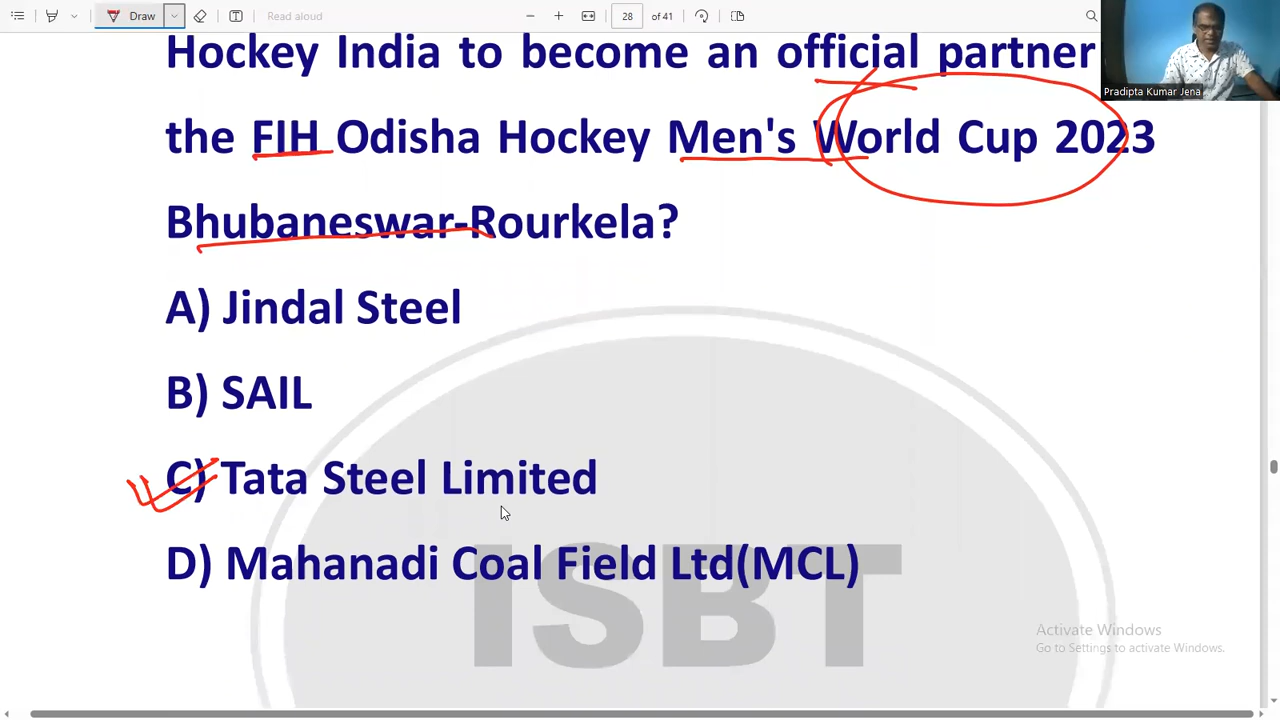 Draw
Read aloud
28 of 41
Hockey India to become an official partner
the FIH Odisha Hockey Men's World Cup 2023
Bhubaneswar-Rourkela?
A) Jindal Steel
B) SAIL
C) Tata Steel Limited
D) Mahanadi Coal Field Ltd(MCL)
ISBT
Pradipta Kumar Jena
Activate Windows
Go to Settings to activate Windows.